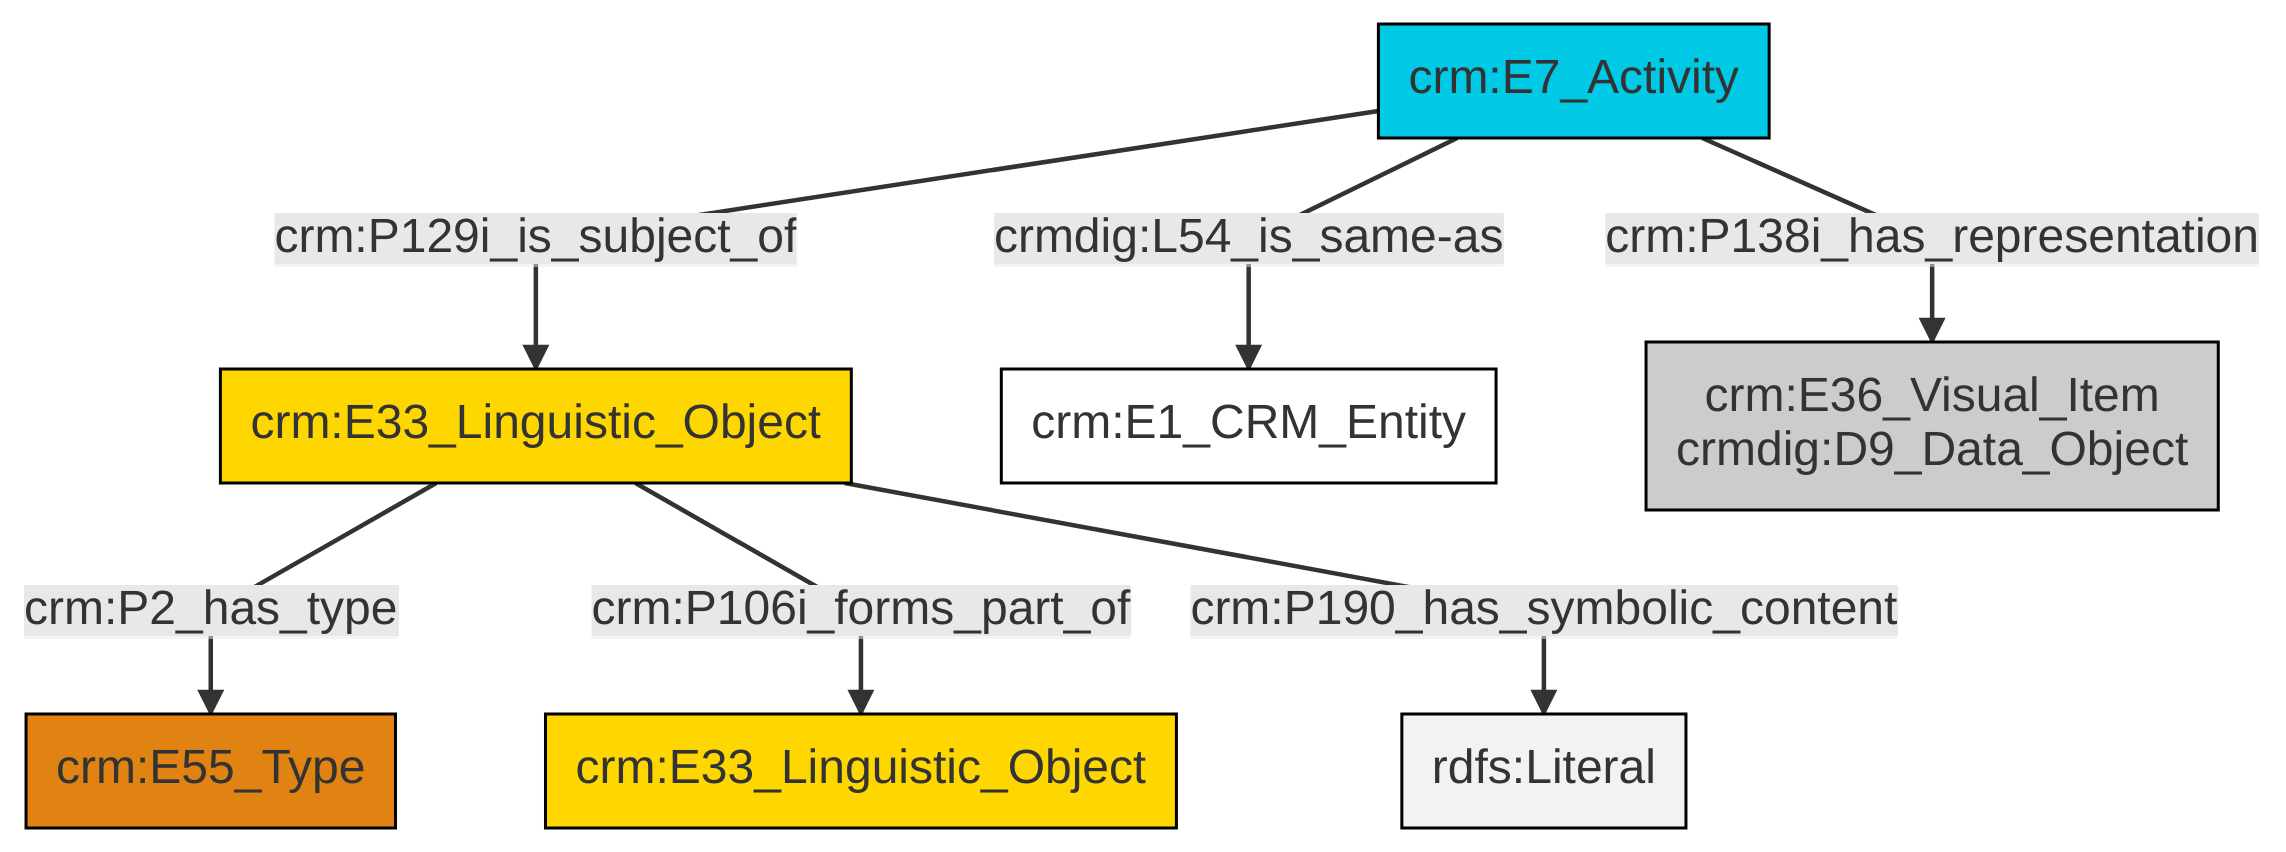 crm:E7_Activity
crm:P129i_is_subject_of
crmdig:L54_is_same-as
crm:P138i_has_representation
crm:E33_Linguistic_Object
crm:E1_CRM_Entity
crm:E36_Visual_Item
crmdig:D9_Data_Object
crm:P2_has_type
crm:P106i_forms_part_of
crm:P190_has_symbolic_content
crm:E55_Type
crm:E33_Linguistic_Object
rdfs:Literal